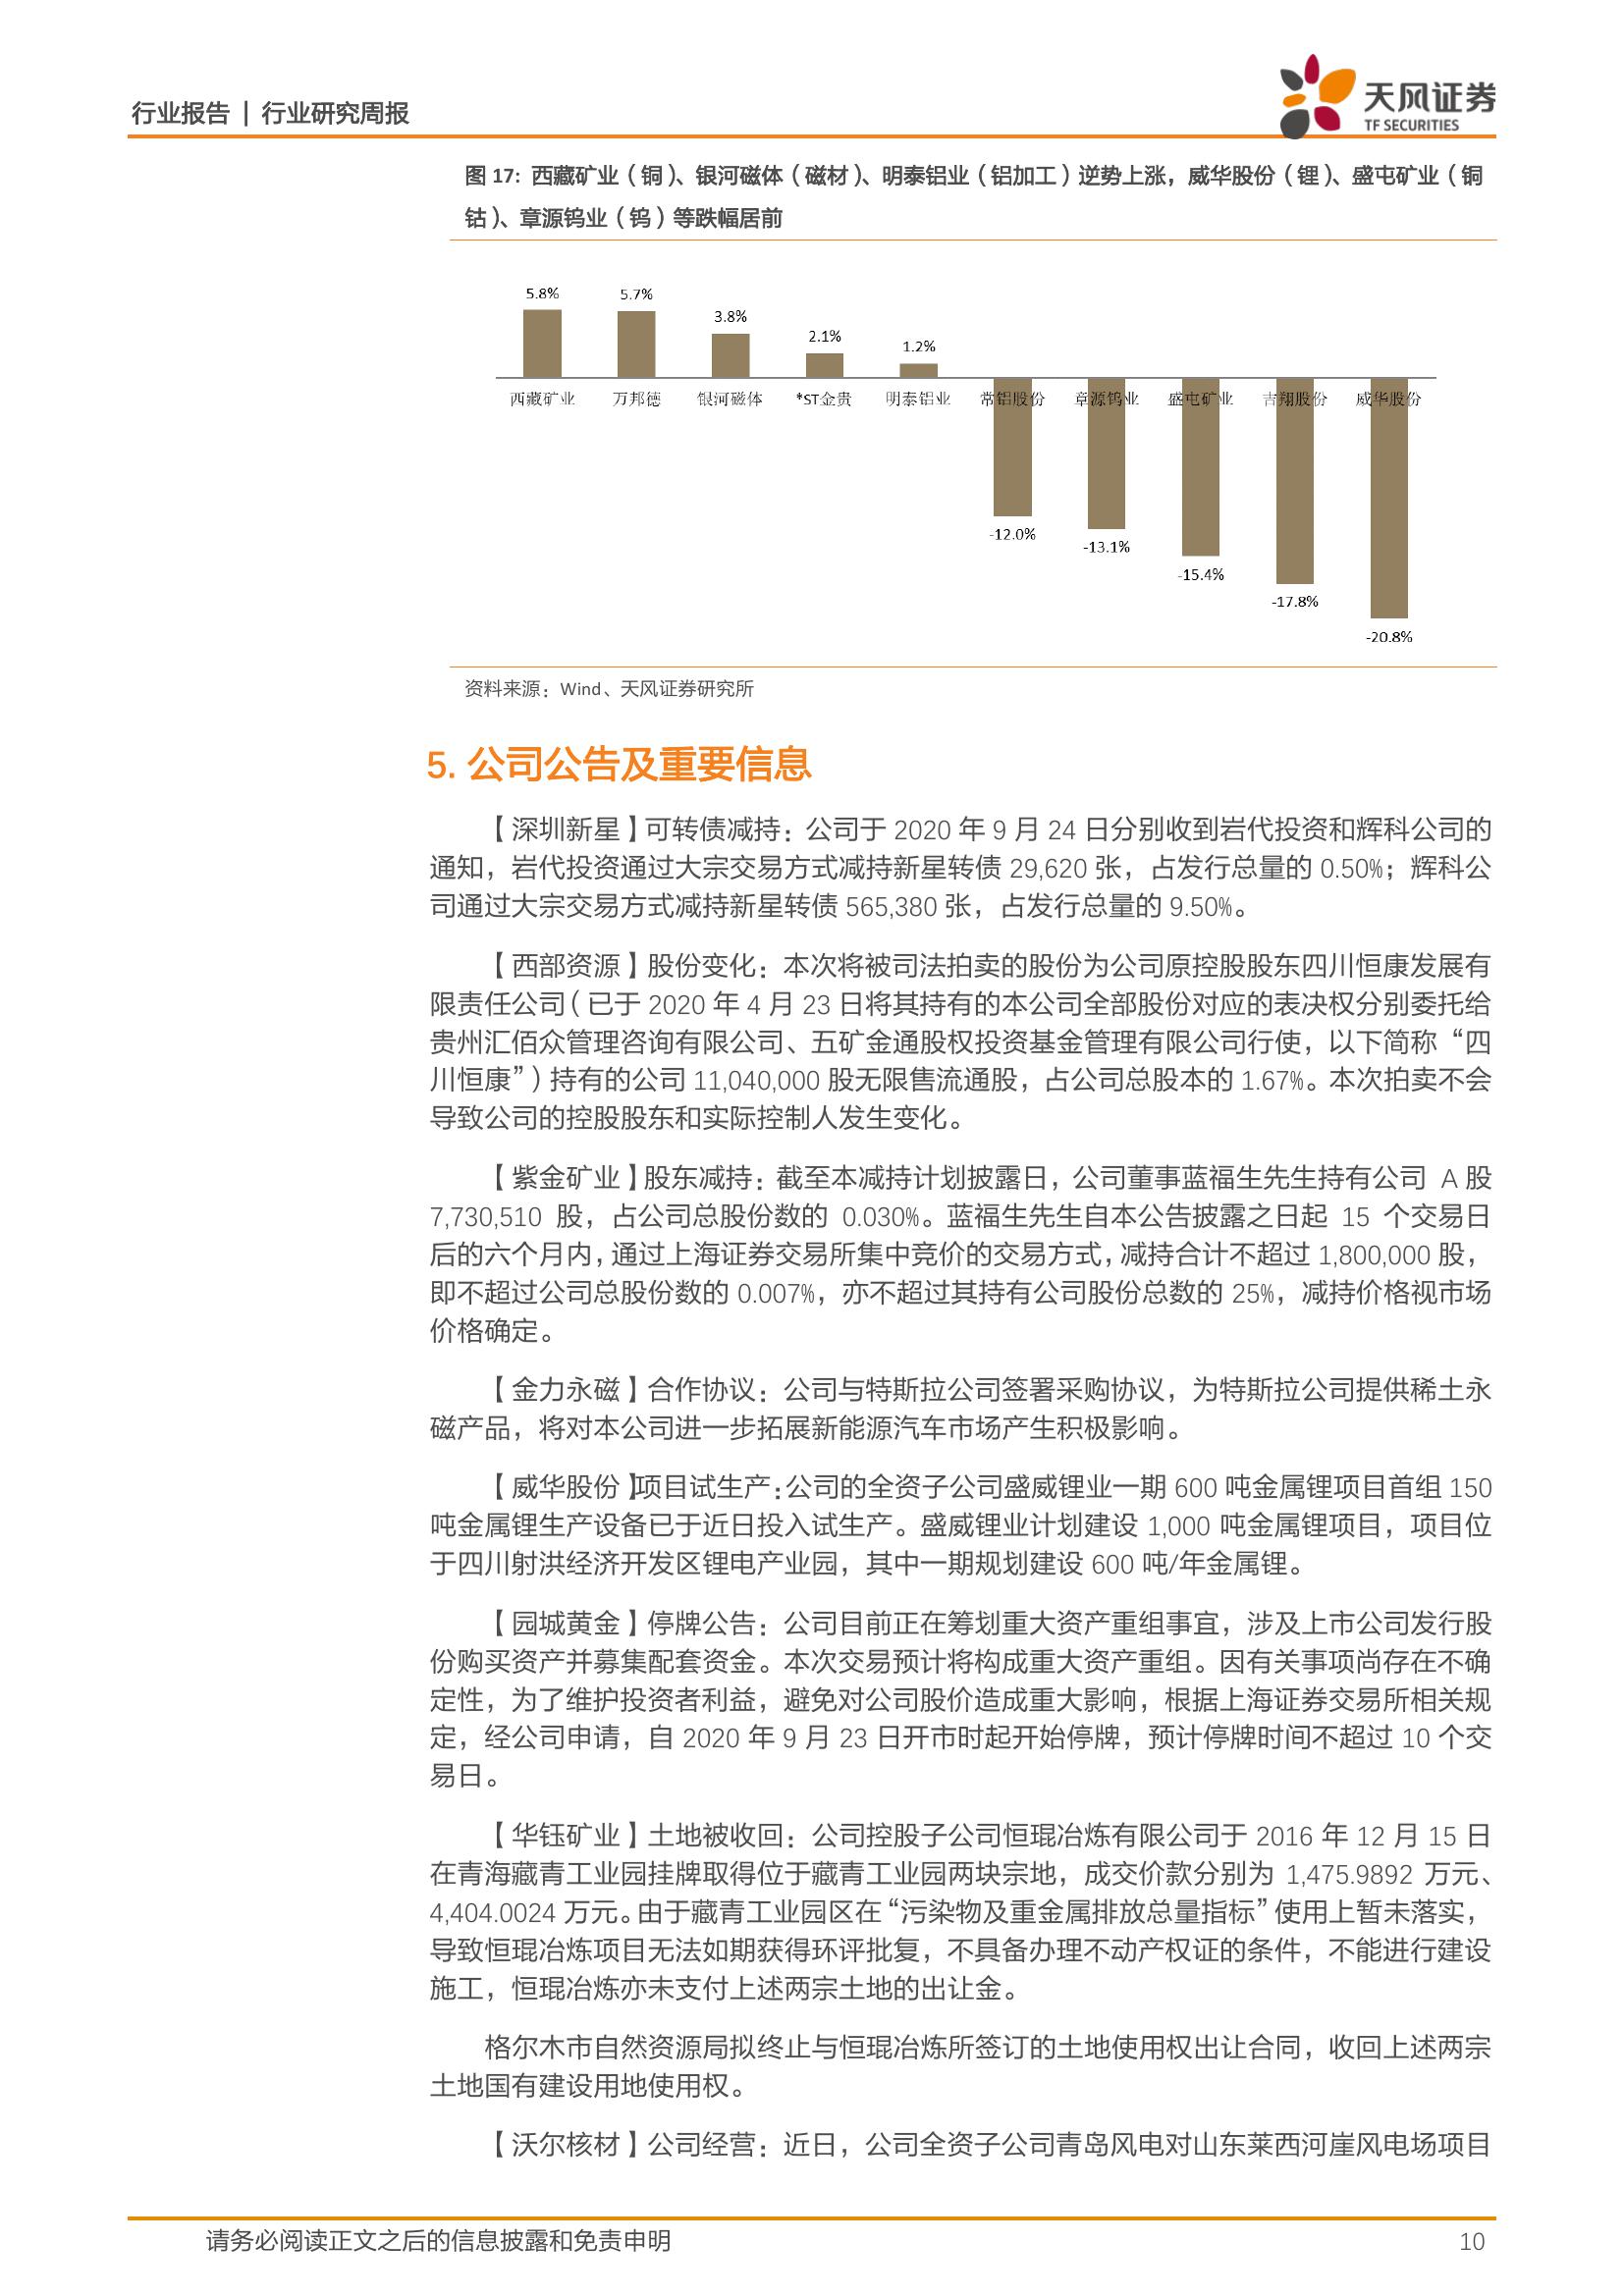 行业报告 | 行业研究周报
天风证券
TF SECURITIES
图 17：西藏矿业（铜）、银河磁体（磁材）、明泰铝业（铝加工）逆势上涨，威华股份（锂）、盛屯矿业（铜
钴）、章源钨业（钨）等跌幅居前
5.8%
5.7%
3.8%
2.1%
1.2%
西藏矿业 万邦德 银河磁体 *ST金贵 明泰铝业 常铝股份 章源钨业 盛屯矿业 吉翔股份 威华股份
-12.0%
-13.1%
-15.4%
-17.8%
-20.8%
资料来源：Wind、天风证券研究所
5. 公司公告及重要信息
【深圳新星】可转债减持：公司于 2020 年 9 月 24 日分别收到岩代投资和辉科公司的
通知，岩代投资通过大宗交易方式减持新星转债 29,620 张，占发行总量的 0.50%；辉科公
司通过大宗交易方式减持新星转债 565,380 张，占发行总量的 9.50%。
【西部资源】股份变化：本次将被司法拍卖的股份为公司原控股股东四川恒康发展有
限责任公司（已于 2020 年 4 月 23 日将其持有的本公司全部股份对应的表决权分别委托给
贵州汇佰众管理咨询有限公司、五矿金通股权投资基金管理有限公司行使，以下简称“四
川恒康”）持有的公司 11,040,000 股无限售流通股，占公司总股本的 1.67%。本次拍卖不会
导致公司的控股股东和实际控制人发生变化。
【紫金矿业】股东减持：截至本减持计划披露日，公司董事蓝福生先生持有公司 A 股
7,730,510 股，占公司总股份数的 0.030%。蓝福生先生自本公告披露之日起 15 个交易日
后的六个月内，通过上海证券交易所集中竞价的交易方式，减持合计不超过 1,800,000 股，
即不超过公司总股份数的 0.007%，亦不超过其持有公司股份总数的 25%，减持价格视市场
价格确定。
【金力永磁】合作协议：公司与特斯拉公司签署采购协议，为特斯拉公司提供稀土永
磁产品，将对本公司进一步拓展新能源汽车市场产生积极影响。
【威华股份】项目试生产：公司的全资子公司盛威锂业一期 600 吨金属锂项目首组 150
吨金属锂生产设备已于近日投入试生产。盛威锂业计划建设 1,000 吨金属锂项目，项目位
于四川射洪经济开发区锂电产业园，其中一期规划建设 600 吨/年金属锂。
【园城黄金】停牌公告：公司目前正在筹划重大资产重组事宜，涉及上市公司发行股
份购买资产并募集配套资金。本次交易预计将构成重大资产重组。因有关事项尚存在不确
定性，为了维护投资者利益，避免对公司股价造成重大影响，根据上海证券交易所相关规
定，经公司申请，自 2020 年 9 月 23 日开市时起开始停牌，预计停牌时间不超过 10 个交
易日。
【华钰矿业】土地被收回：公司控股子公司恒琨冶炼有限公司于 2016 年 12 月 15 日
在青海藏青工业园挂牌取得位于藏青工业园两块宗地，成交价款分别为 1,475.9892 万元、
4,404.0024 万元。由于藏青工业园区在“污染物及重金属排放总量指标”使用上暂未落实，
导致恒琨冶炼项目无法如期获得环评批复，不具备办理不动产权证的条件，不能进行建设
施工，恒琨冶炼亦未支付上述两宗土地的出让金。
格尔木市自然资源局拟终止与恒琨冶炼所签订的土地使用权出让合同，收回上述两宗
土地国有建设用地使用权。
【沃尔核材】公司经营：近日，公司全资子公司青岛风电对山东莱西河崖风电场项目
请务必阅读正文之后的信息披露和免责申明
10